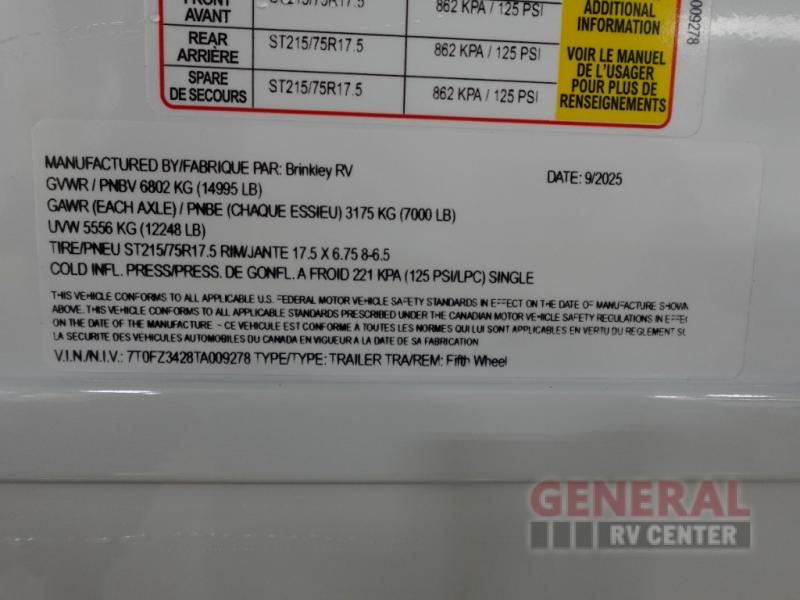 FRONT ST215/75R17.5 862 KPA / 125 PSI ADDITIONAL
AVANT INFORMATION
REAR ST215/75R17.5 862 KPA / 125 PSI VOIR LE MANUEL
ARRIÈRE DE L'USAGER
SPARE ST215/75R17.5 862 KPA / 125 PSI POUR PLUS DE
DE SECOURS RENSEIGNEMENTS
009278
MANUFACTURED BY/FABRIQUE PAR: Brinkley RV DATE: 9/2025
GVWR / PNBV 6802 KG (14995 LB)
GAWR (EACH AXLE) / PNBE (CHAQUE ESSIEU) 3175 KG (7000 LB)
UVW 5556 KG (12248 LB)
TIRE/PNEU ST215/75R17.5 RIM/JANTE 17.5 X 6.75 8-6.5
COLD INFL. PRESS/PRESS. DE GONFL. A FROID 221 KPA (125 PSI/LPC) SINGLE
THIS VEHICLE CONFORMS TO ALL APPLICABLE U.S. FEDERAL MOTOR VEHICLE SAFETY STANDARDS IN EFFECT ON THE DATE OF MANUFACTURE SHOWN
ABOVE. THIS VEHICLE CONFORMS TO ALL APPLICABLE STANDARDS PRESCRIBED UNDER THE CANADIAN MOTOR VEHICLE SAFETY REGULATIONS IN EFFEC
ON THE DATE OF THE MANUFACTURE - CE VEHICULE EST CONFORME A TOUTES LES NORMES QUI LUI SONT APPLICABLES EN VERTU DU REGLEMENT SU
LA SECURITE DES VEHICULES AUTOMOBILES DU CANADA EN VIGUEUR A LA DATE DE SA FABRICATION
V.I.N./N.I.V.: 7T0FZ3428TA009278 TYPE/TYPE: TRAILER TRA/REM: Fifth Wheel
GENERAL
RV CENTER